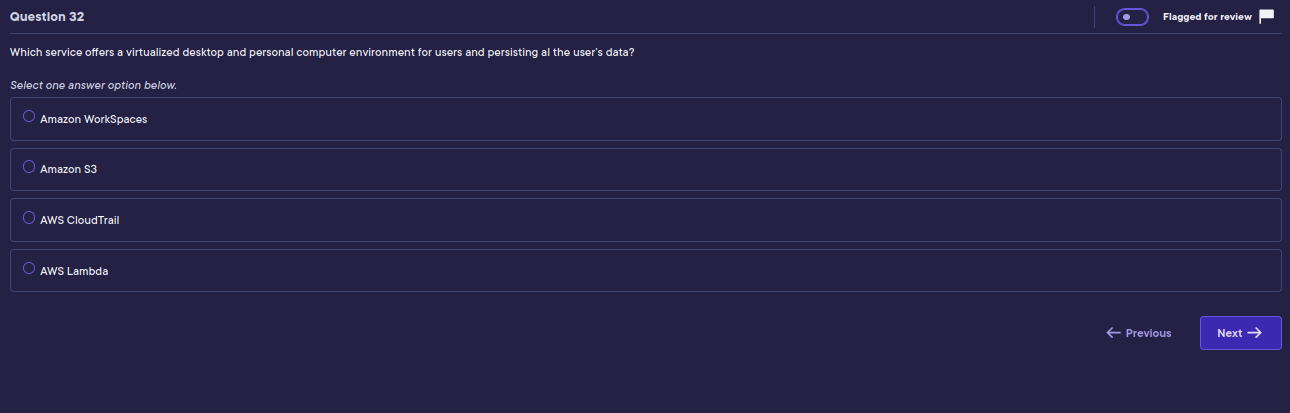 Question 32
Flagged for review
Which service offers a virtualized desktop and personal computer environment for users and persisting al the user's data?
Select one answer option below.
Amazon WorkSpaces
Amazon S3
AWS CloudTrail
AWS Lambda
Previous
Next